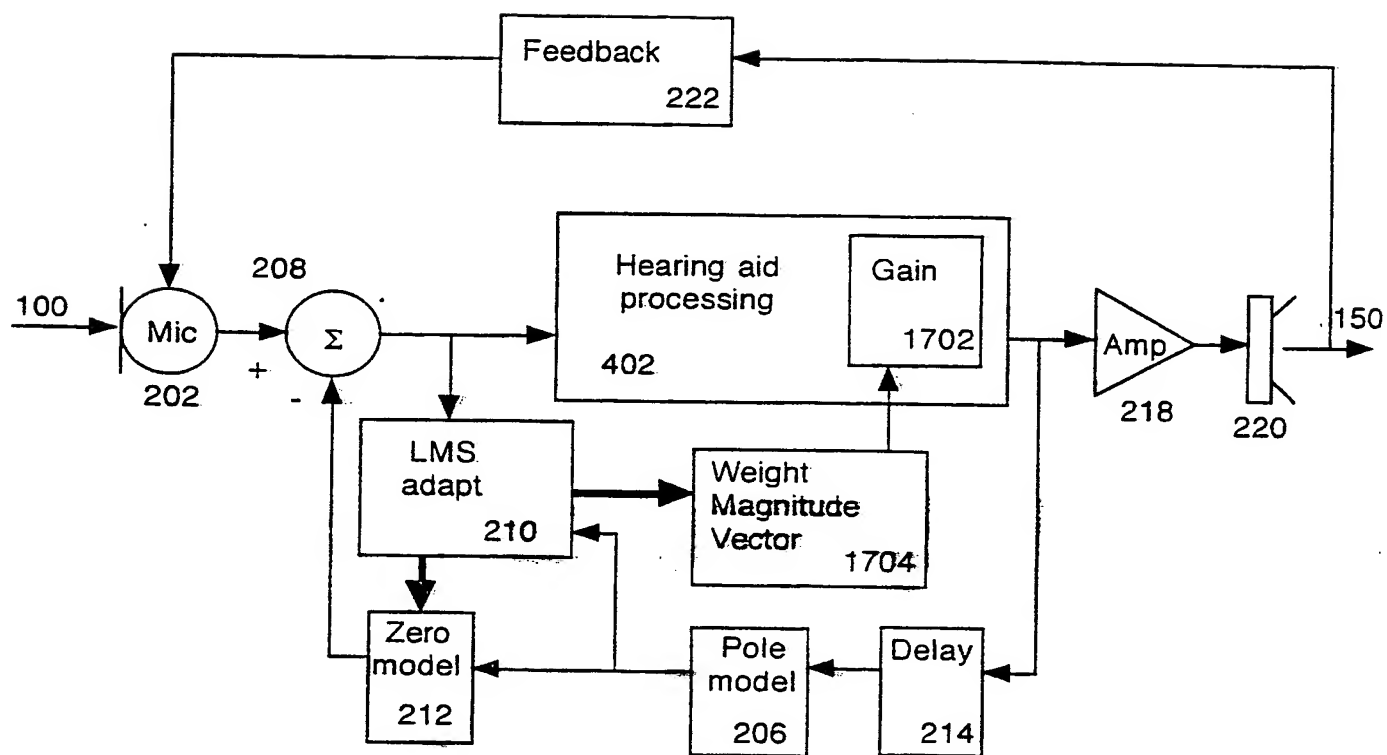 Feedback
222
100
Mic
202
208
+
-
Σ
Hearing aid
processing
402
Gain
1702
Amp
218
220
150
LMS
adapt
210
Weight
Magnitude
Vector
1704
Zero
model
212
Pole
model
206
Delay
214